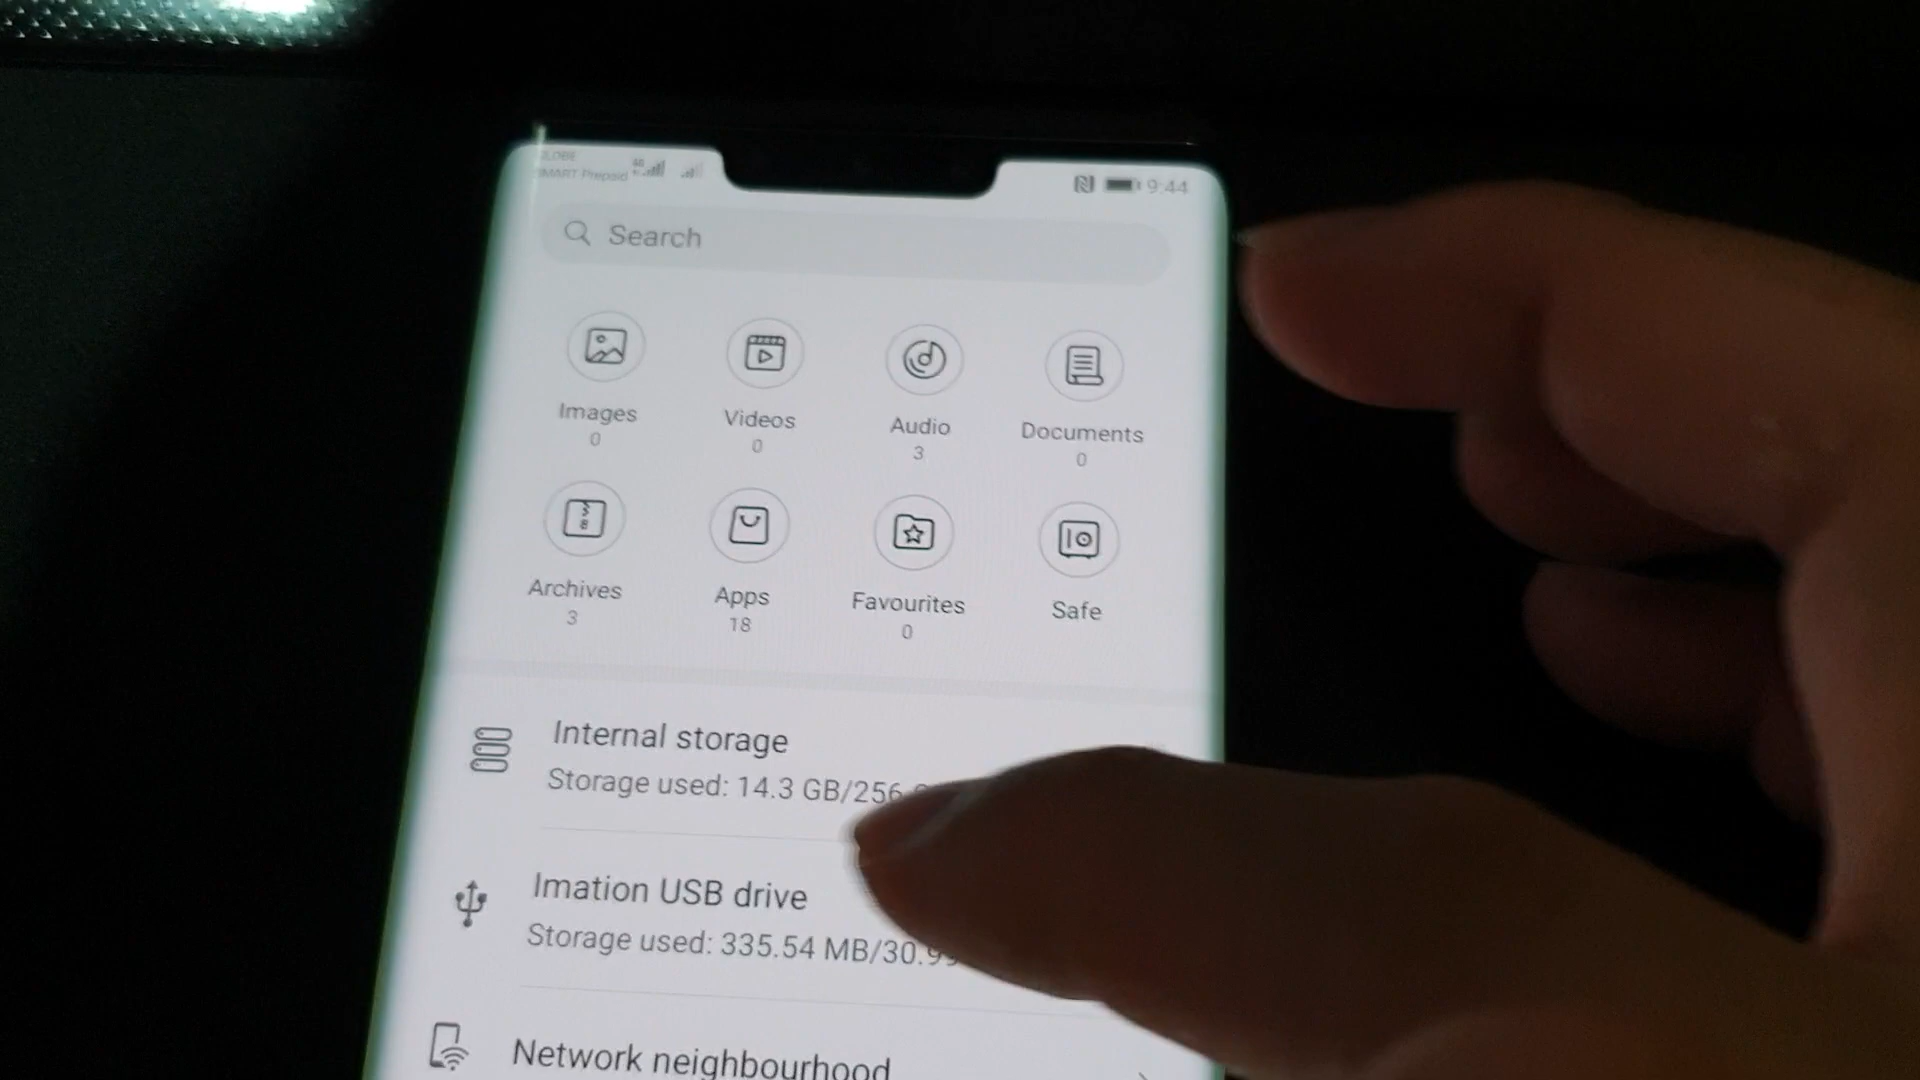 GLOBE
SMART Prepaid 4G
9:44
Search
Images
0
Videos
0
Audio
3
Documents
0
Archives
3
Apps
18
Favourites
0
Safe
Internal storage
Storage used: 14.3 GB/256
Imation USB drive
Storage used: 335.54 MB/30.99
Network neighbourhood